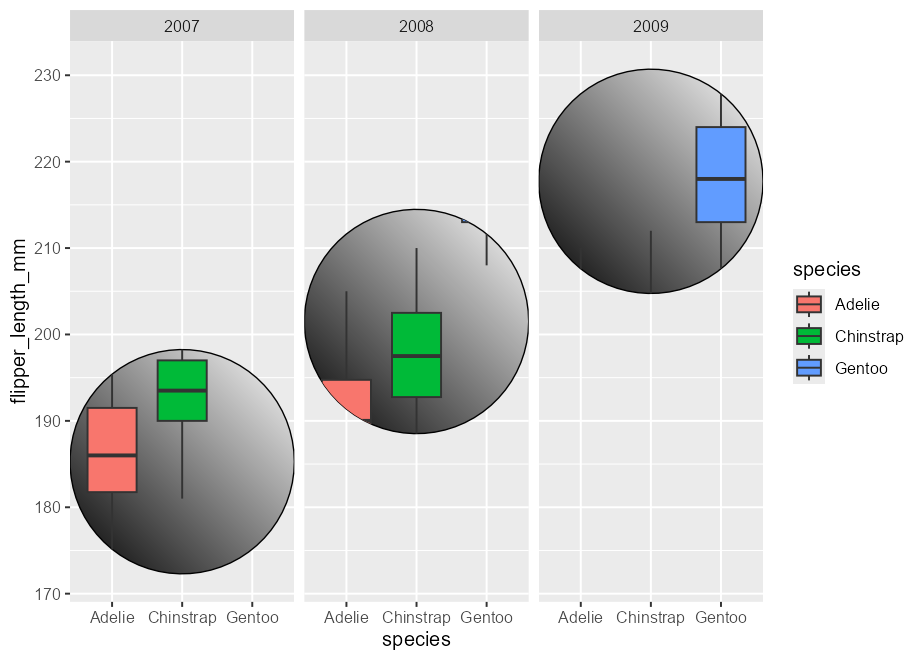 2007 2008 2009
230
220
210
200
190
180
170
flipper_length_mm
Adelie Chinstrap Gentoo Adelie Chinstrap Gentoo Adelie Chinstrap Gentoo
species
species
Adelie
Chinstrap
Gentoo